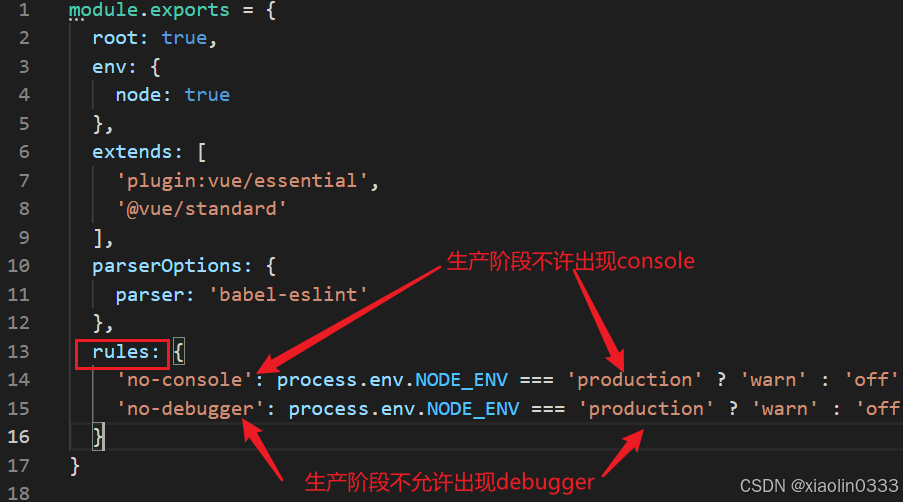 1 module.exports = {
2 root: true,
3 env: {
4 node: true
5 },
6 extends: [
7 'plugin:vue/essential',
8 '@vue/standard'
9 ],
10 parserOptions: {
生产阶段不许出现console
11 parser: 'babel-eslint'
12 },
13 rules: {
14 'no-console': process.env.NODE_ENV === 'production' ? 'warn' : 'off'
15 'no-debugger': process.env.NODE_ENV === 'production' ? 'warn' : 'off
16 }
17 }
生产阶段不允许出现debugger
18
CSDN @xiaolin0333